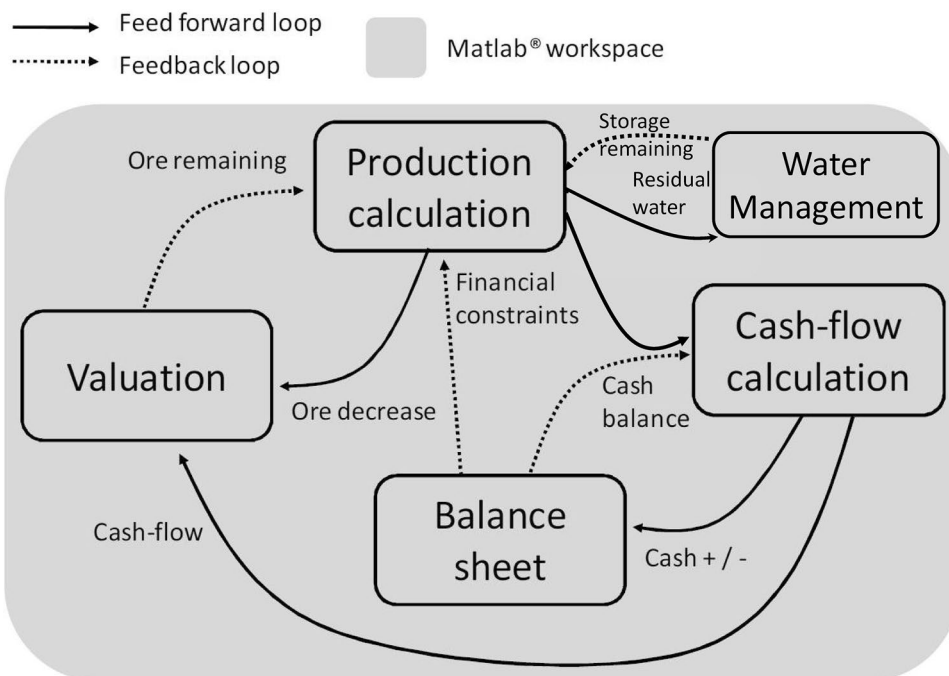 Feed forward loop
Feedback loop
Matlab® workspace
Ore remaining
Production
calculation
Storage
remaining
Residual
water
Water
Management
Financial
constraints
Valuation
Ore decrease
Cash-flow
calculation
Cash
balance
Cash-flow
Balance
sheet
Cash + / -